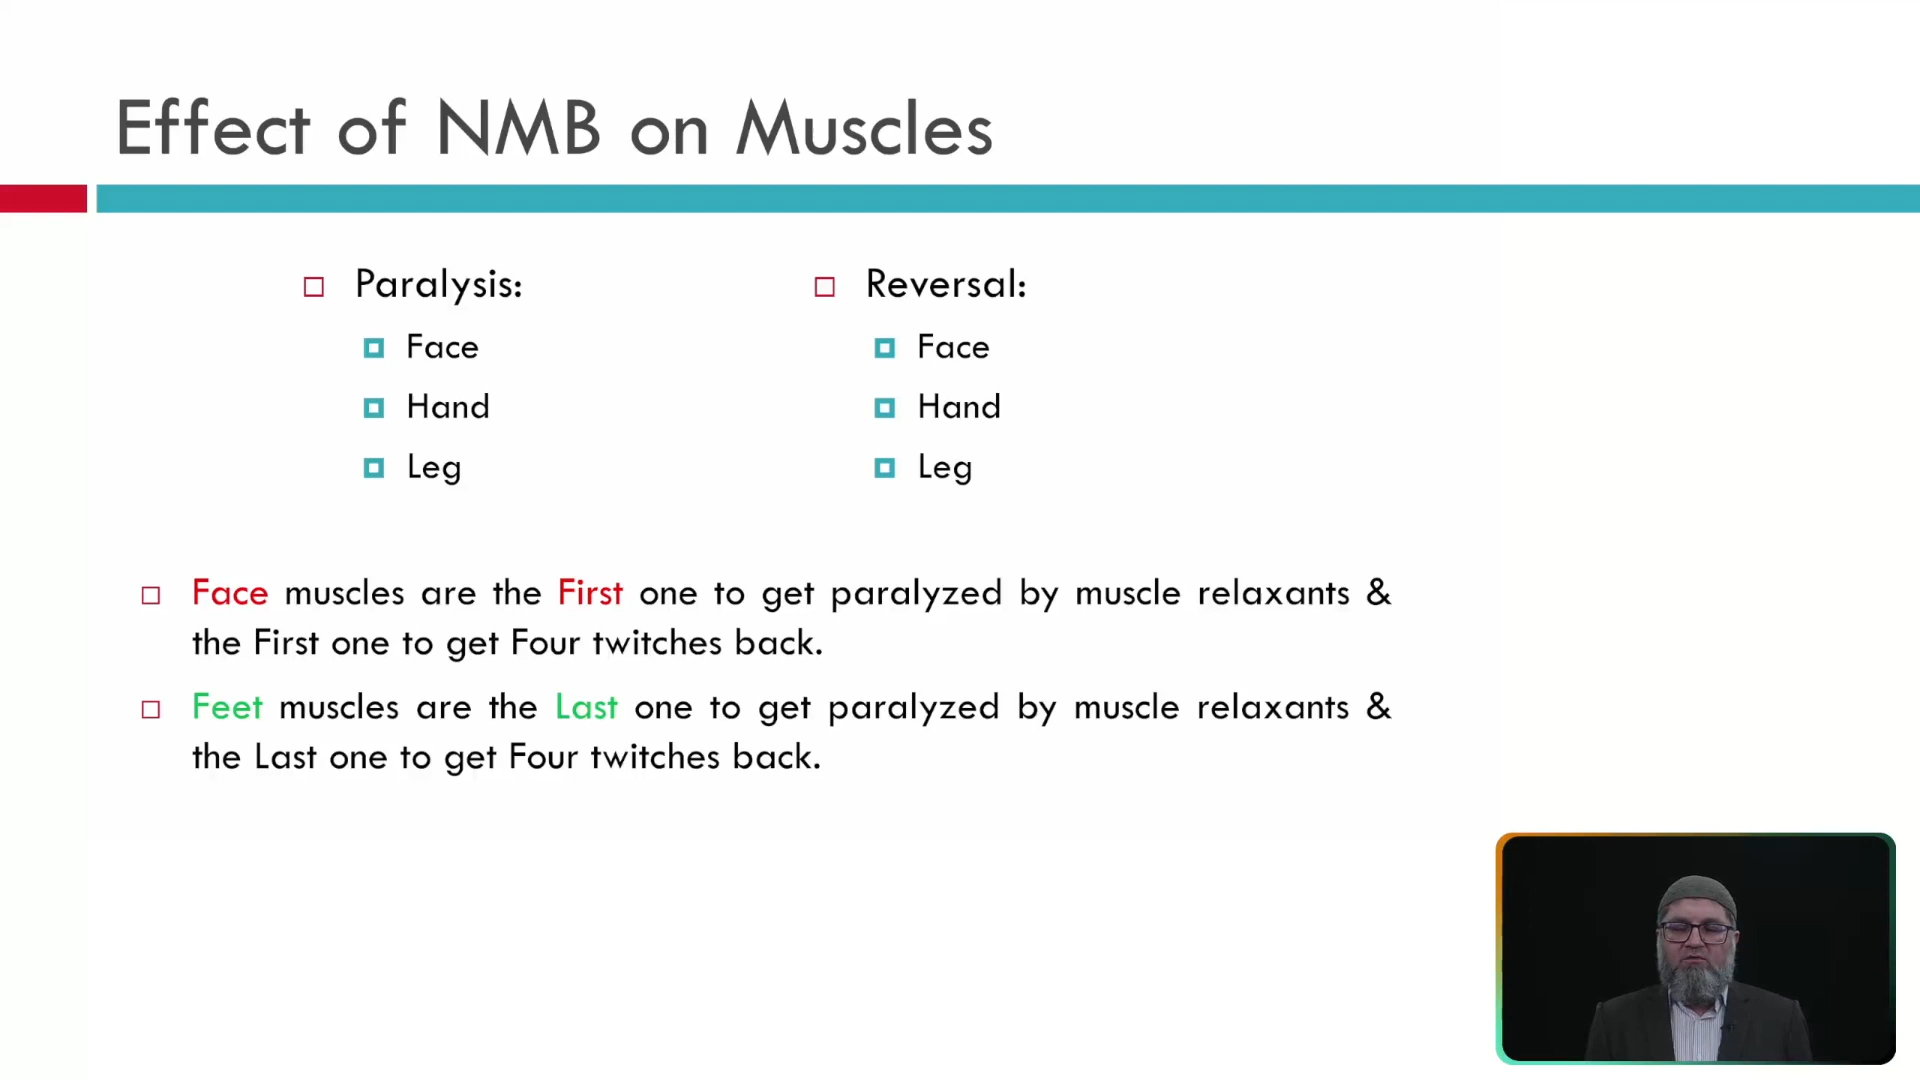 Effect of NMB on Muscles
Paralysis:
Face
Hand
Leg
Reversal:
Face
Hand
Leg
Face muscles are the First one to get paralyzed by muscle relaxants &
the First one to get Four twitches back.
Feet muscles are the Last one to get paralyzed by muscle relaxants &
the Last one to get Four twitches back.